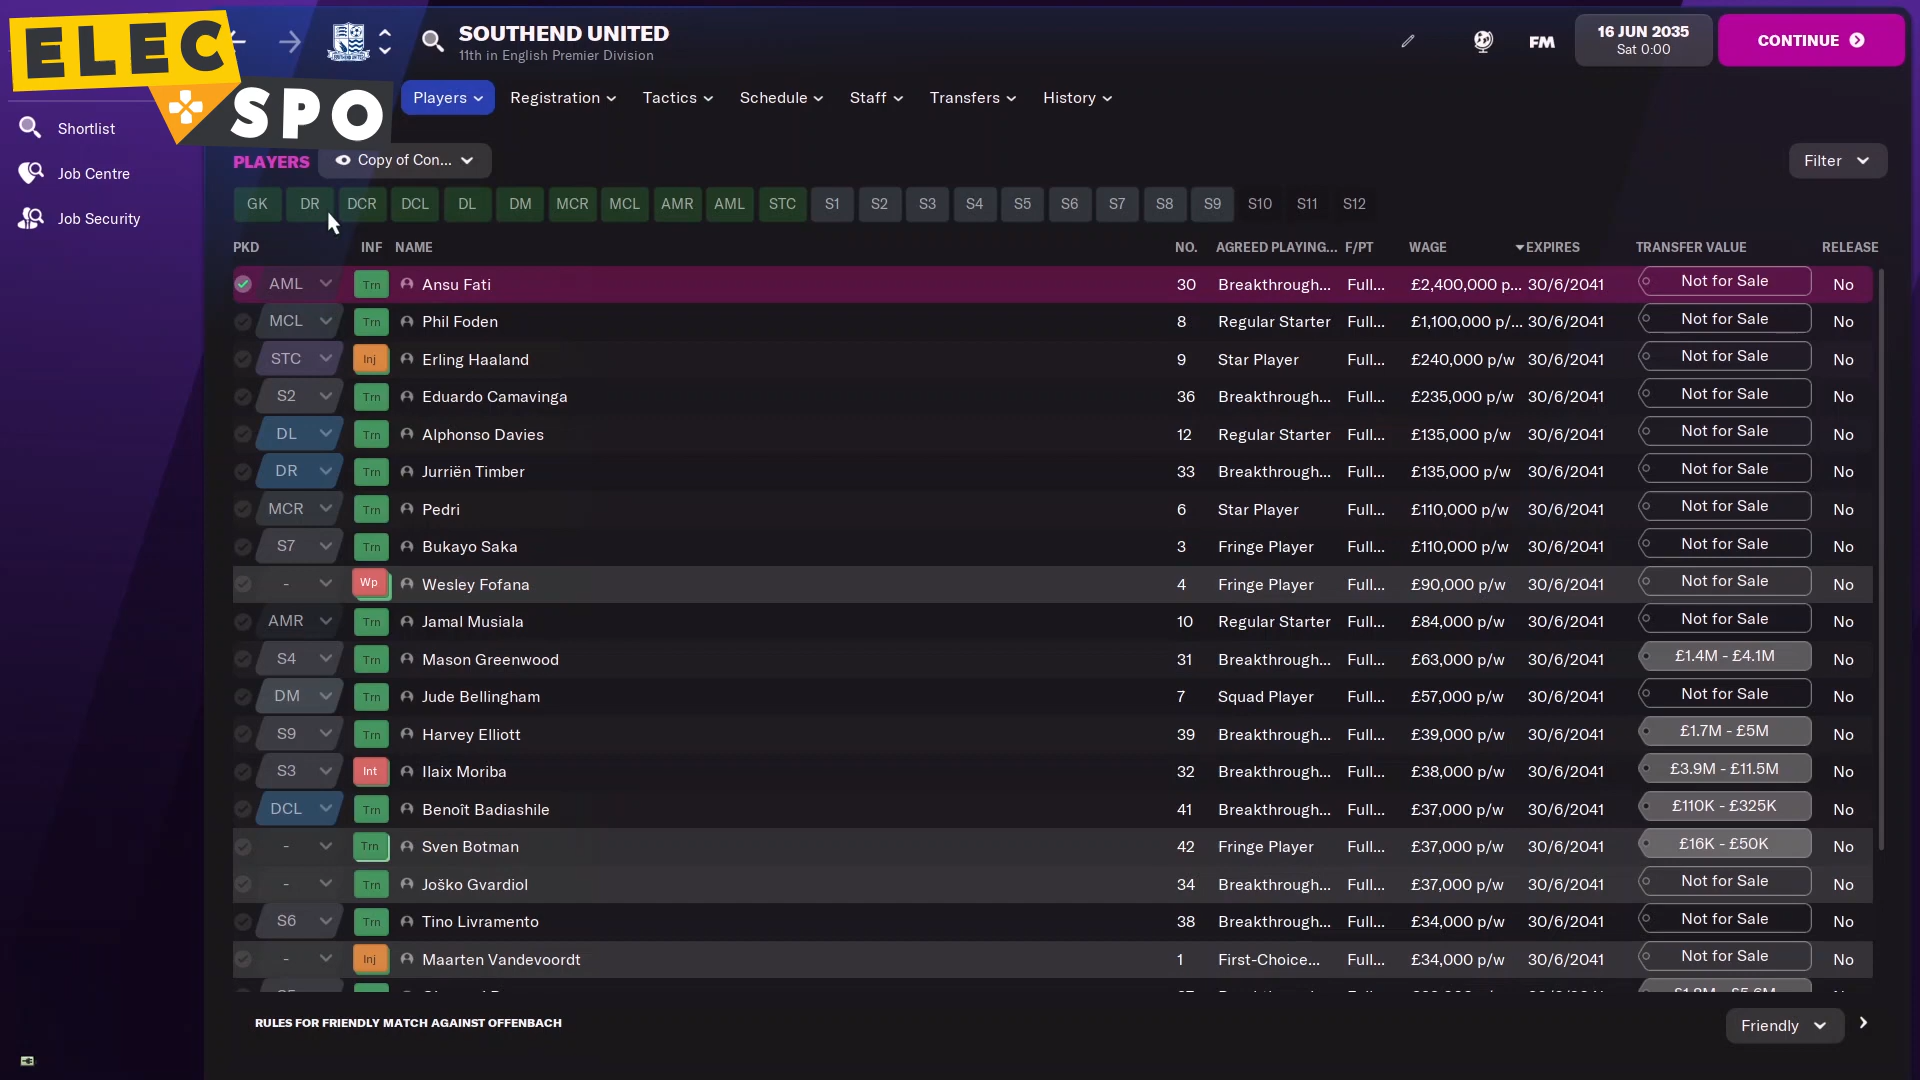 ELEC
SPO
SOUTHEND UNITED
11th in English Premier Division
FM
16 JUN 2035
Sat 0:00
CONTINUE
Players Registration Tactics Schedule Staff Transfers History
Shortlist
Job Centre
Job Security
PLAYERS Copy of Con... Filter
GK DR DCR DCL DL DM MCR MCL AMR AML STC S1 S2 S3 S4 S5 S6 S7 S8 S9 S10 S11 S12
PKD INF NAME NO. AGREED PLAYING... F/PT WAGE EXPIRES TRANSFER VALUE RELEASE
AML Trn Ansu Fati 30 Breakthrough... Full... £2,400,000 p... 30/6/2041 Not for Sale No
MCL Trn Phil Foden 8 Regular Starter Full... £1,100,000 p/... 30/6/2041 Not for Sale No
STC Inj Erling Haaland 9 Star Player Full... £240,000 p/w 30/6/2041 Not for Sale No
S2 Trn Eduardo Camavinga 36 Breakthrough... Full... £235,000 p/w 30/6/2041 Not for Sale No
DL Trn Alphonso Davies 12 Regular Starter Full... £135,000 p/w 30/6/2041 Not for Sale No
DR Trn Jurriën Timber 33 Breakthrough... Full... £135,000 p/w 30/6/2041 Not for Sale No
MCR Trn Pedri 6 Star Player Full... £110,000 p/w 30/6/2041 Not for Sale No
S7 Trn Bukayo Saka 3 Fringe Player Full... £110,000 p/w 30/6/2041 Not for Sale No
- Wp Wesley Fofana 4 Fringe Player Full... £90,000 p/w 30/6/2041 Not for Sale No
AMR Trn Jamal Musiala 10 Regular Starter Full... £84,000 p/w 30/6/2041 Not for Sale No
S4 Trn Mason Greenwood 31 Breakthrough... Full... £63,000 p/w 30/6/2041 £1.4M - £4.1M No
DM Trn Jude Bellingham 7 Squad Player Full... £57,000 p/w 30/6/2041 Not for Sale No
S9 Trn Harvey Elliott 39 Breakthrough... Full... £39,000 p/w 30/6/2041 £1.7M - £5M No
S3 Int Ilaix Moriba 32 Breakthrough... Full... £38,000 p/w 30/6/2041 £3.9M - £11.5M No
DCL Trn Benoît Badiashile 41 Breakthrough... Full... £37,000 p/w 30/6/2041 £110K - £325K No
- Trn Sven Botman 42 Fringe Player Full... £37,000 p/w 30/6/2041 £16K - £50K No
- Trn Joško Gvardiol 34 Breakthrough... Full... £37,000 p/w 30/6/2041 Not for Sale No
S6 Trn Tino Livramento 38 Breakthrough... Full... £34,000 p/w 30/6/2041 Not for Sale No
- Inj Maarten Vandevoordt 1 First-Choice... Full... £34,000 p/w 30/6/2041 Not for Sale No
RULES FOR FRIENDLY MATCH AGAINST OFFENBACH
Friendly